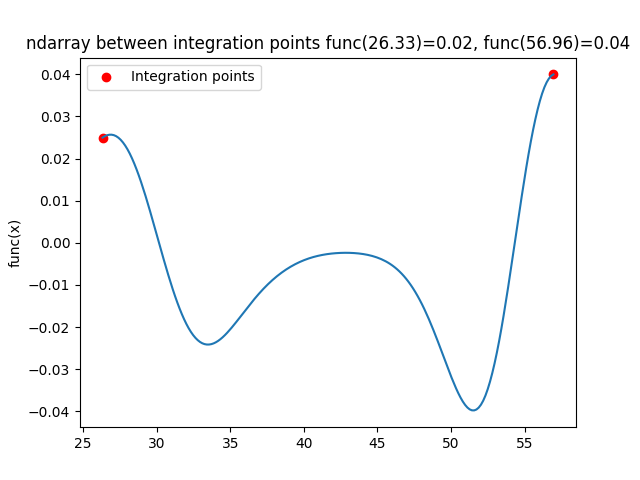 ndarray between integration points func(26.33)=0.02, func(56.96)=0.04
Integration points
func(x)
0.04
0.03
0.02
0.01
0.00
−0.01
−0.02
−0.03
−0.04
25 30 35 40 45 50 55